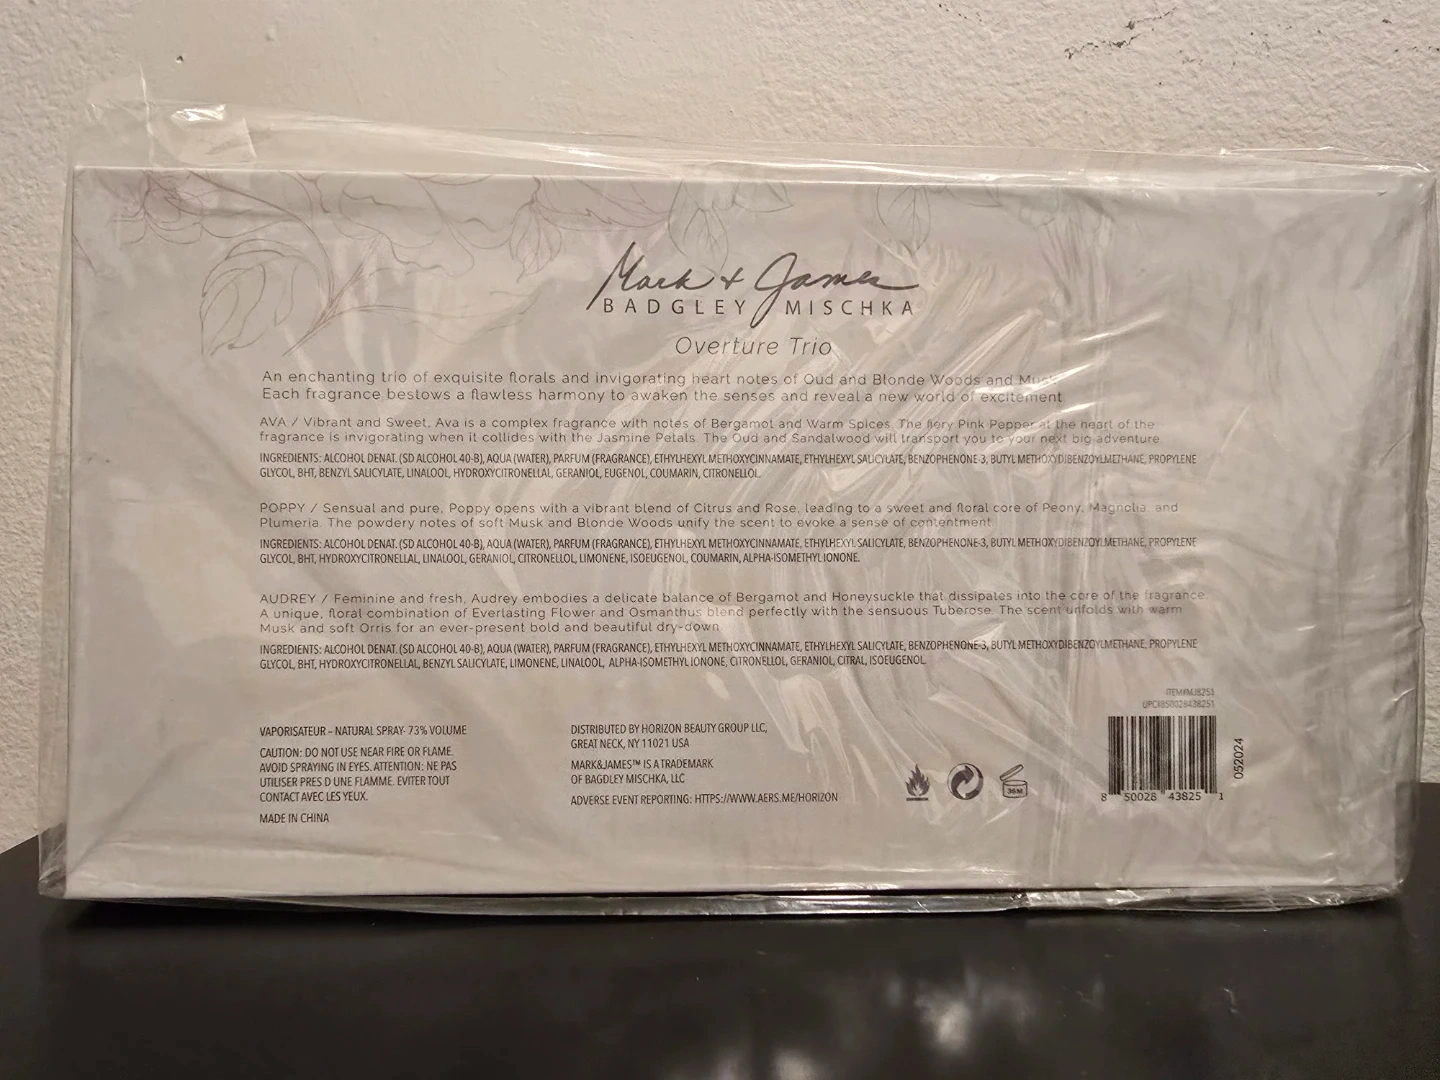 Mark + James
BADGLEY MISCHKA
Overture Trio
An enchanting trio of exquisite florals and invigorating heart notes of Oud and Blonde Woods and Musk.
Each fragrance bestows a flawless harmony to awaken the senses and reveal a new world of excitement.
AVA / Vibrant and Sweet, Ava is a complex fragrance with notes of Bergamot and Warm Spices. The fiery Pink Pepper at the heart of the
fragrance is invigorating when it collides with the Jasmine Petals. The Oud and Sandalwood will transport you to your next big adventure.
INGREDIENTS: ALCOHOL DENAT. (SD ALCOHOL 40-B), AQUA (WATER), PARFUM (FRAGRANCE), ETHYLHEXYL METHOXYCINNAMATE, ETHYLHEXYL SALICYLATE, BENZOPHENONE-3, BUTYL METHOXYDIBENZOYLMETHANE, PROPYLENE
GLYCOL, BHT, BENZYL SALICYLATE, LINALOOL, HYDROXYCITRONELLAL, GERANIOL, EUGENOL, COUMARIN, CITRONELLOL.
POPPY / Sensual and pure, Poppy opens with a vibrant blend of Citrus and Rose, leading to a sweet and floral core of Peony, Magnolia, and
Plumeria. The powdery notes of soft Musk and Blonde Woods unify the scent to evoke a sense of contentment.
INGREDIENTS: ALCOHOL DENAT. (SD ALCOHOL 40-B), AQUA (WATER), PARFUM (FRAGRANCE), ETHYLHEXYL METHOXYCINNAMATE, ETHYLHEXYL SALICYLATE, BENZOPHENONE-3, BUTYL METHOXYDIBENZOYLMETHANE, PROPYLENE
GLYCOL, BHT, HYDROXYCITRONELLAL, LINALOOL, GERANIOL, CITRONELLOL, LIMONENE, ISOEUGENOL, COUMARIN, ALPHA-ISOMETHYL IONONE.
AUDREY / Feminine and fresh, Audrey embodies a delicate balance of Bergamot and Honeysuckle that dissipates into the core of the fragrance.
A unique, floral combination of Everlasting Flower and Osmanthus blend perfectly with the sensuous Tuberose. The scent unfolds with warm
Musk and soft Orris for an ever-present bold and beautiful dry-down
INGREDIENTS: ALCOHOL DENAT. (SD ALCOHOL 40-B), AQUA (WATER), PARFUM (FRAGRANCE), ETHYLHEXYL METHOXYCINNAMATE, ETHYLHEXYL SALICYLATE, BENZOPHENONE-3, BUTYL METHOXYDIBENZOYLMETHANE, PROPYLENE
GLYCOL, BHT, HYDROXYCITRONELLAL, BENZYL SALICYLATE, LIMONENE, LINALOOL, ALPHA-ISOMETHYL IONONE, CITRONELLOL, GERANIOL, CITRAL, ISOEUGENOL.
VAPORISATEUR – NATURAL SPRAY- 73% VOLUME
CAUTION: DO NOT USE NEAR FIRE OR FLAME.
AVOID SPRAYING IN EYES. ATTENTION: NE PAS
UTILISER PRES D UNE FLAMME. EVITER TOUT
CONTACT AVEC LES YEUX.
MADE IN CHINA
DISTRIBUTED BY HORIZON BEAUTY GROUP LLC,
GREAT NECK, NY 11021 USA
MARK&JAMES™ IS A TRADEMARK
OF BAGDLEY MISCHKA, LLC
ADVERSE EVENT REPORTING: HTTPS://WWW.AERS.ME/HORIZON
36M
ITEM#MJ8251
UPC#850028438251
8 50028 43825 1
052024